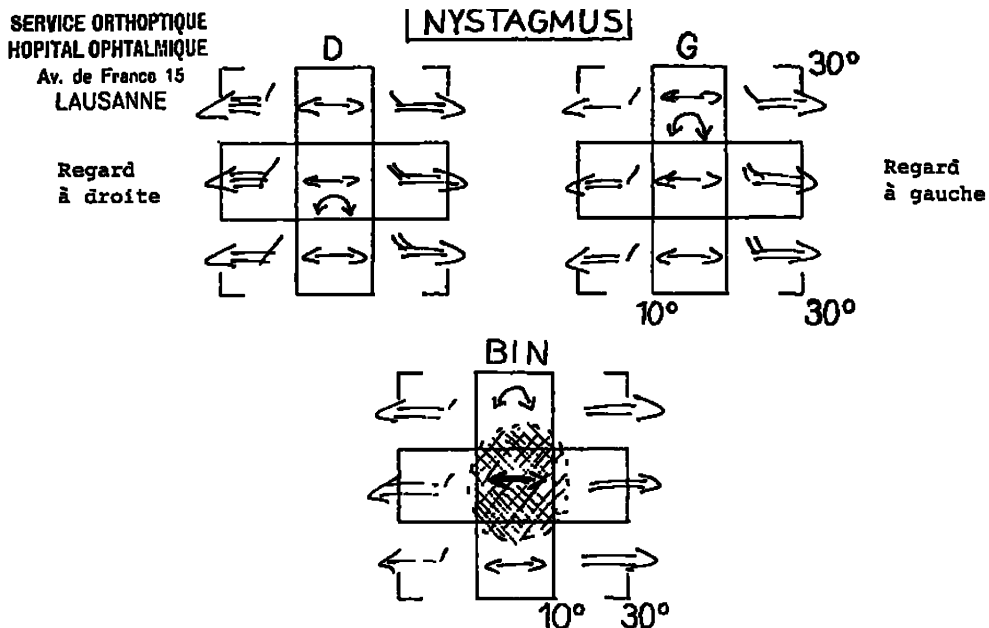 SERVICE ORTHOPTIQUE
HOPITAL OPHTALMIQUE
Av. de France 15
LAUSANNE
NYSTAGMUS
D
G
30°
Regard
à droite
Regard
à gauche
10°
30°
BIN
10°
30°